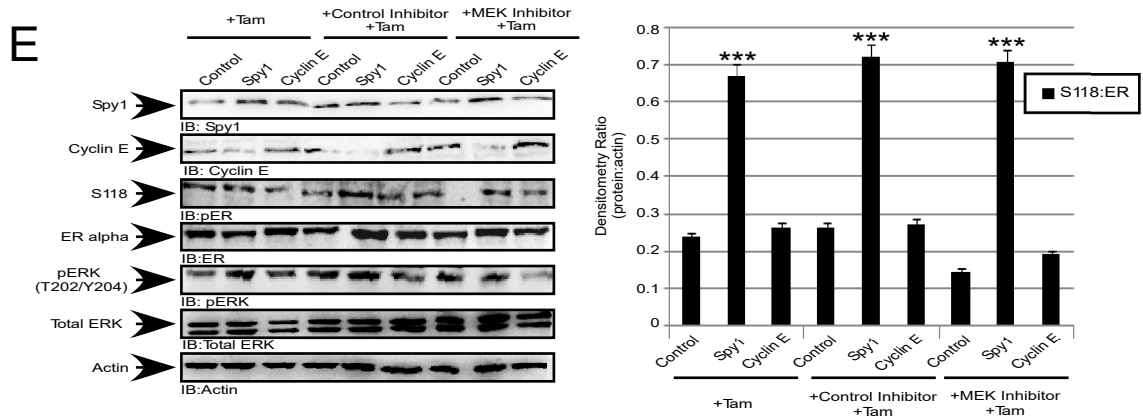 E
+Tam
+Control Inhibitor
+Tam
+MEK Inhibitor
+Tam
Control
Spy1
Cyclin E
Control
Spy1
Cyclin E
Control
Spy1
Cyclin E
Spy1
IB: Spy1
Cyclin E
IB: Cyclin E
S118
IB:pER
ER alpha
IB:ER
pERK
(T202/Y204)
IB: pERK
Total ERK
IB:Total ERK
Actin
IB:Actin
Densitometry Ratio
(protein:actin)
0.8
0.7
0.6
0.5
0.4
0.3
0.2
0.1
0
***
***
***
S118:ER
Control
Spy1
Cyclin E
Control
Spy1
Cyclin E
Control
Spy1
Cyclin E
+Tam
+Control Inhibitor
+Tam
+MEK Inhibitor
+Tam